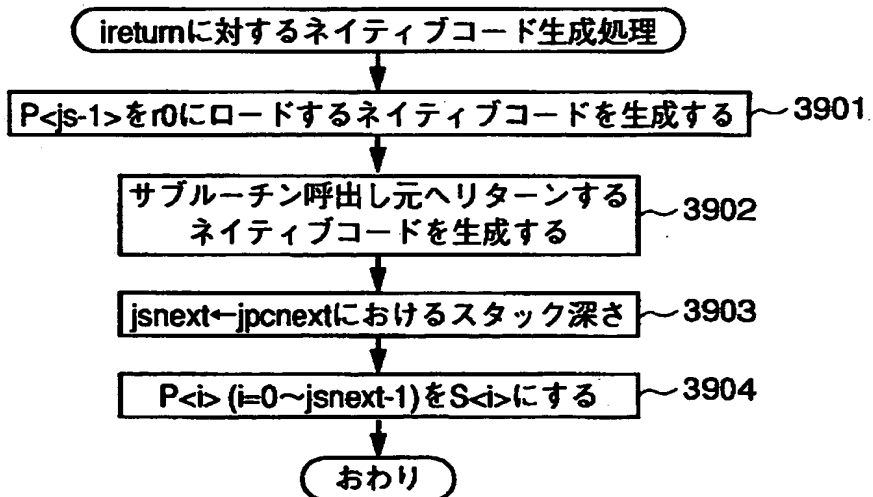 ireturnに対するネイティブコード生成処理
P<js-1>をr0にロードするネイティブコードを生成する
3901
サブルーチン呼出し元へリターンする
ネイティブコードを生成する
3902
jsnext←jpcnextにおけるスタック深さ
3903
P<i> (i=0~jsnext-1)をS<i>にする
3904
おわり